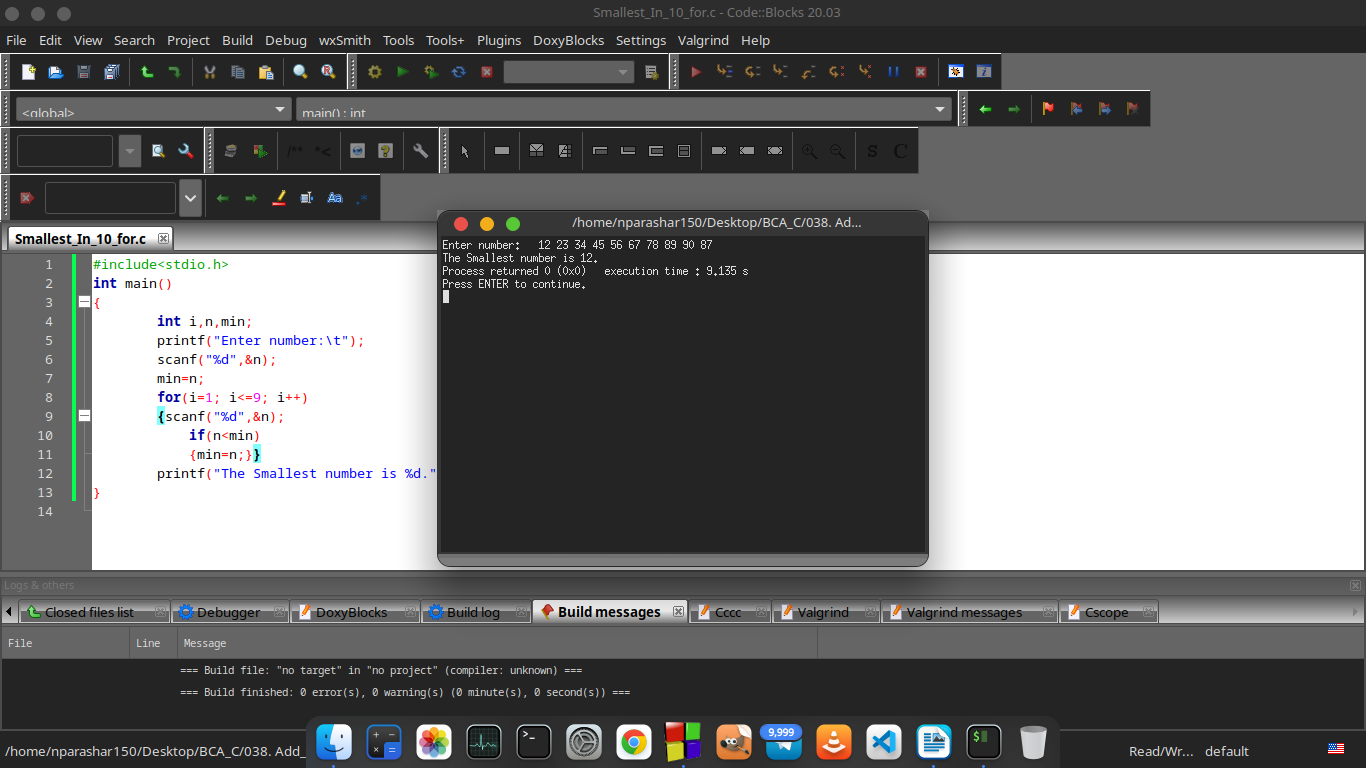 Smallest_In_10_for.c - Code::Blocks 20.03
File Edit View Search Project Build Debug wxSmith Tools Tools+ Plugins DoxyBlocks Settings Valgrind Help
<global> main() : int
/** *<
S C
Aa .*
Smallest_In_10_for.c
/home/nparashar150/Desktop/BCA_C/038. Ad...
Enter number: 12 23 34 45 56 67 78 89 90 87
The Smallest number is 12.
Process returned 0 (0x0) execution time : 9.135 s
Press ENTER to continue.
1 #include<stdio.h>
2 int main()
3 {
4 int i,n,min;
5 printf("Enter number:\t");
6 scanf("%d",&n);
7 min=n;
8 for(i=1; i<=9; i++)
9 {scanf("%d",&n);
10 if(n<min)
11 {min=n;}}
12 printf("The Smallest number is %d."
13 }
14
Logs & others
Closed files list Debugger DoxyBlocks Build log Build messages Cccc Valgrind Valgrind messages Cscope
File Line Message
=== Build file: "no target" in "no project" (compiler: unknown) ===
=== Build finished: 0 error(s), 0 warning(s) (0 minute(s), 0 second(s)) ===
9,999
/home/nparashar150/Desktop/BCA_C/038. Add_ Read/Wr... default